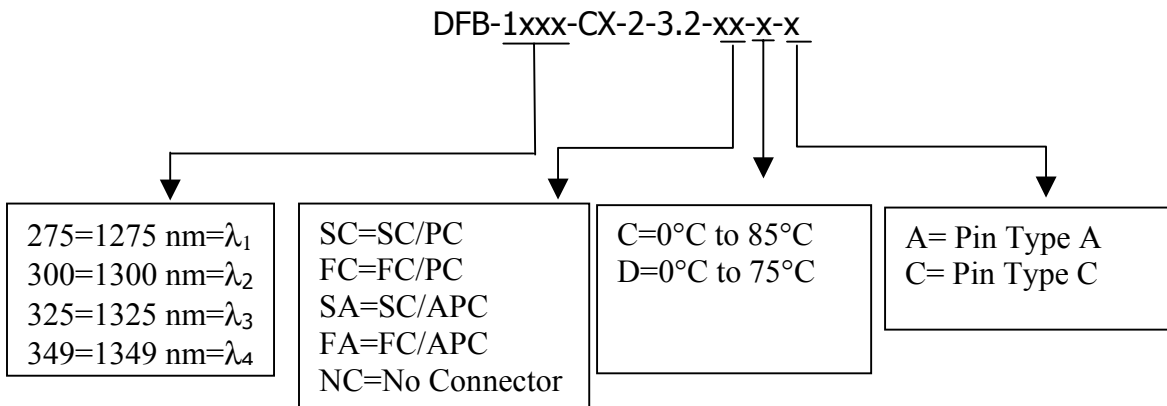 DFB-1xxx-CX-2-3.2-xx-x-x
275=1275 nm=λ₁
300=1300 nm=λ₂
325=1325 nm=λ₃
349=1349 nm=λ₄
SC=SC/PC
FC=FC/PC
SA=SC/APC
FA=FC/APC
NC=No Connector
C=0°C to 85°C
D=0°C to 75°C
A= Pin Type A
C= Pin Type C